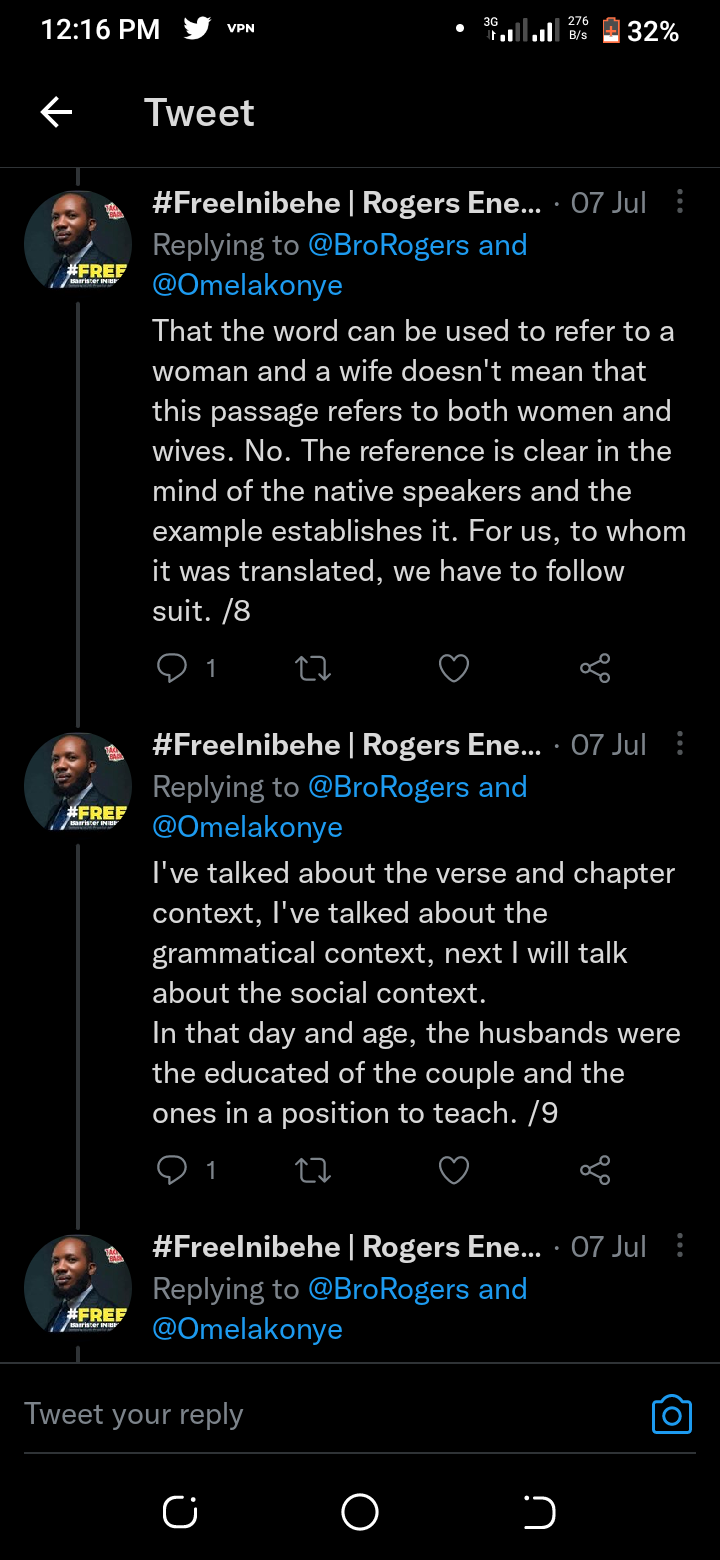 12:16 PM VPN 3G 276 B/s 32%
Tweet
#FreeInibehe | Rogers Ene... · 07 Jul
Replying to @BroRogers and
@Omelakonye
That the word can be used to refer to a
woman and a wife doesn't mean that
this passage refers to both women and
wives. No. The reference is clear in the
mind of the native speakers and the
example establishes it. For us, to whom
it was translated, we have to follow
suit. /8
1
#FREE
#FreeInibehe | Rogers Ene... · 07 Jul
Replying to @BroRogers and
@Omelakonye
I've talked about the verse and chapter
context, I've talked about the
grammatical context, next I will talk
about the social context.
In that day and age, the husbands were
the educated of the couple and the
ones in a position to teach. /9
1
#FREE
#FreeInibehe | Rogers Ene... · 07 Jul
Replying to @BroRogers and
@Omelakonye
#FREE
Tweet your reply